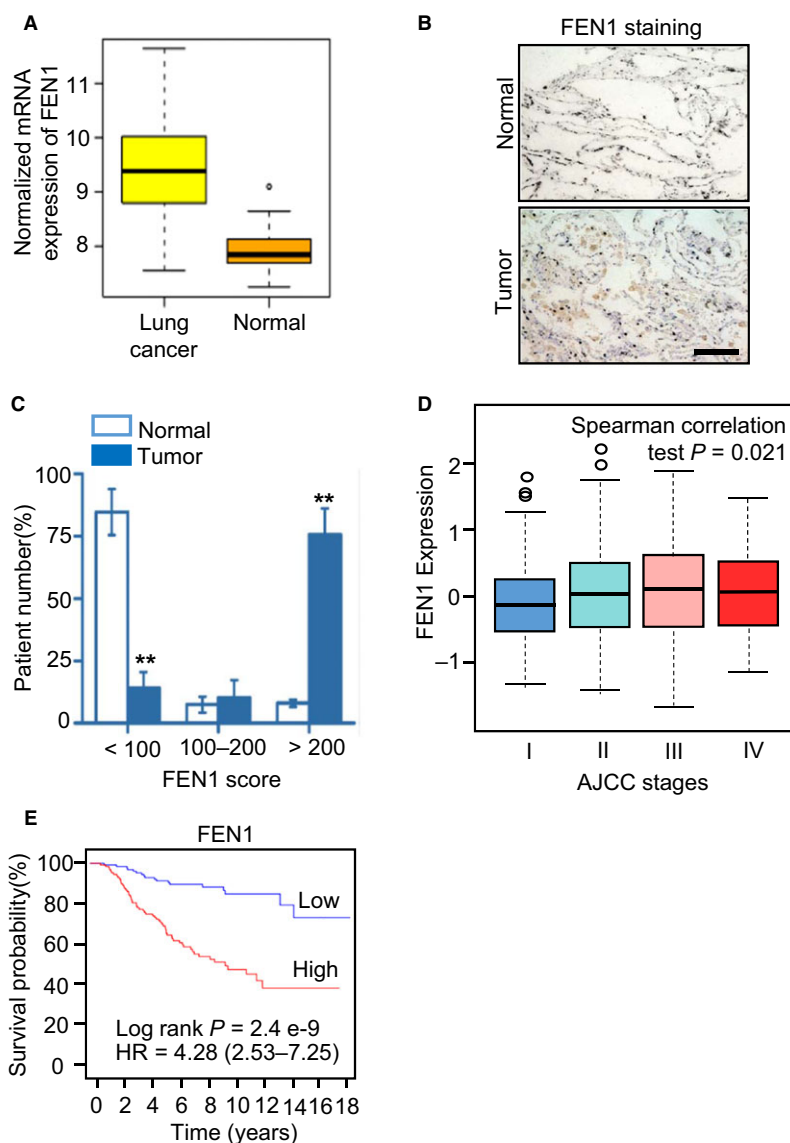 A
Normalized mRNA
expression of FEN1
11
10
9
8
Lung
cancer
Normal
B
FEN1 staining
Normal
Tumor
C
Normal
Tumor
Patient number(%)
100
75
50
25
0
**
**
< 100
100–200
> 200
FEN1 score
D
Spearman correlation
test P = 0.021
FEN1 Expression
2
1
0
–1
I
II
III
IV
AJCC stages
E
FEN1
Survival probability(%)
100
80
60
40
20
0
Low
High
Log rank P = 2.4 e-9
HR = 4.28 (2.53–7.25)
0 2 4 6 8 10 12 14 16 18
Time (years)